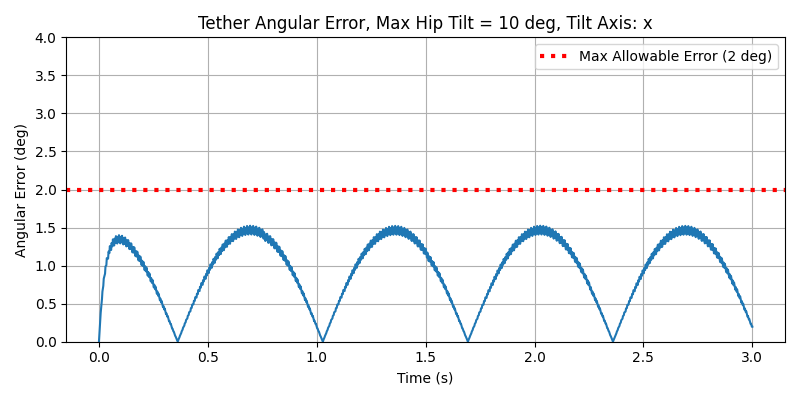 Tether Angular Error, Max Hip Tilt = 10 deg, Tilt Axis: x
Max Allowable Error (2 deg)
Angular Error (deg)
4.0
3.5
3.0
2.5
2.0
1.5
1.0
0.5
0.0
0.0 0.5 1.0 1.5 2.0 2.5 3.0
Time (s)